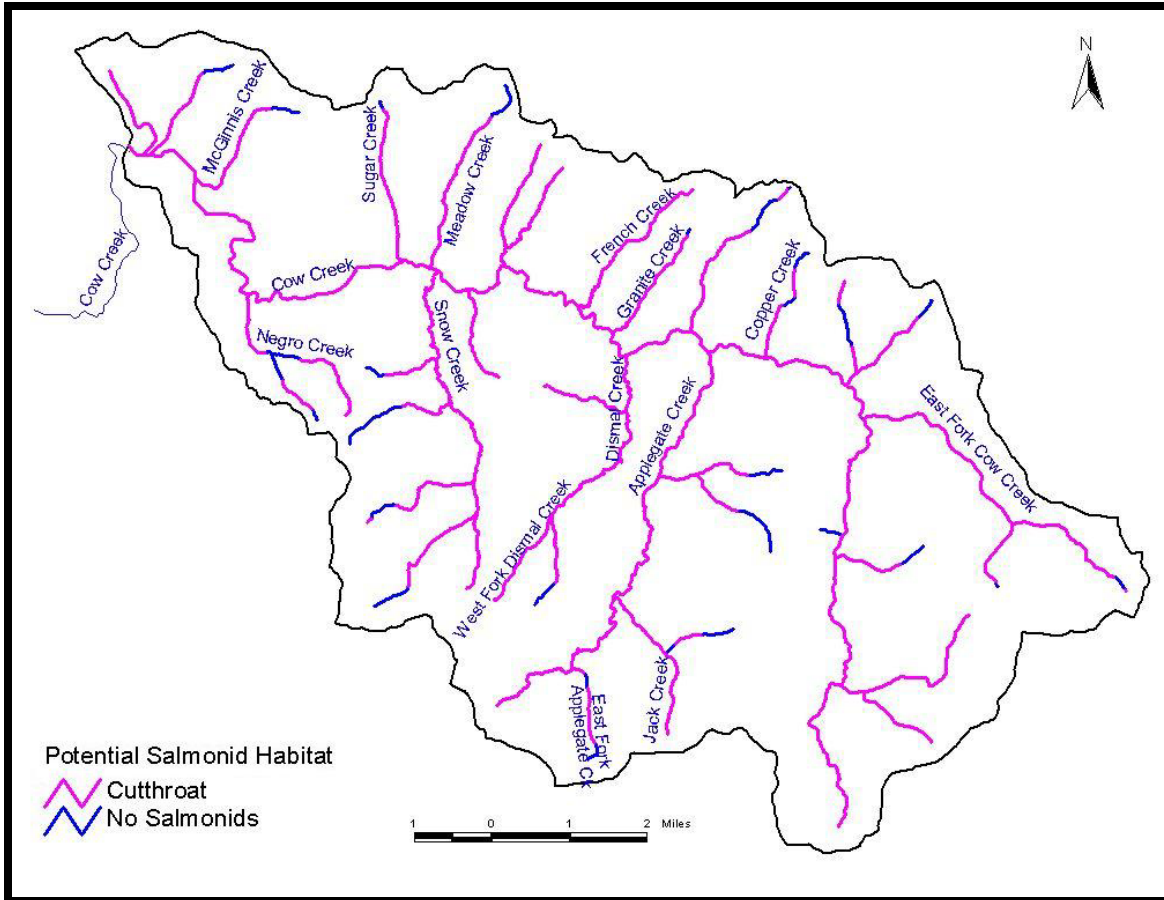 N
McGinnis Creek
Sugar Creek
Meadow Creek
French Creek
Granite Creek
Copper Creek
Cow Creek
Cow Creek
Snow Creek
Negro Creek
Dismal Creek
Applegate Creek
East Fork Cow Creek
West Fork Dismal Creek
East Fork
Applegate Ck
Jack Creek
Potential Salmonid Habitat
Cutthroat
No Salmonids
1 0 1 2 Miles